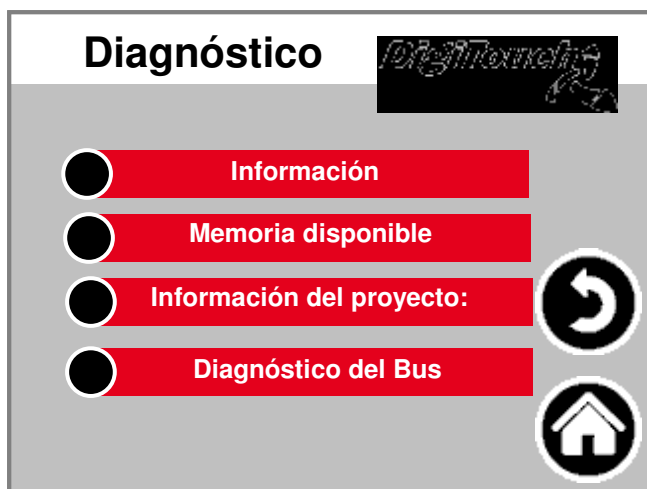 Diagnóstico
DigiTouch
Información
Memoria disponible
Información del proyecto:
Diagnóstico del Bus